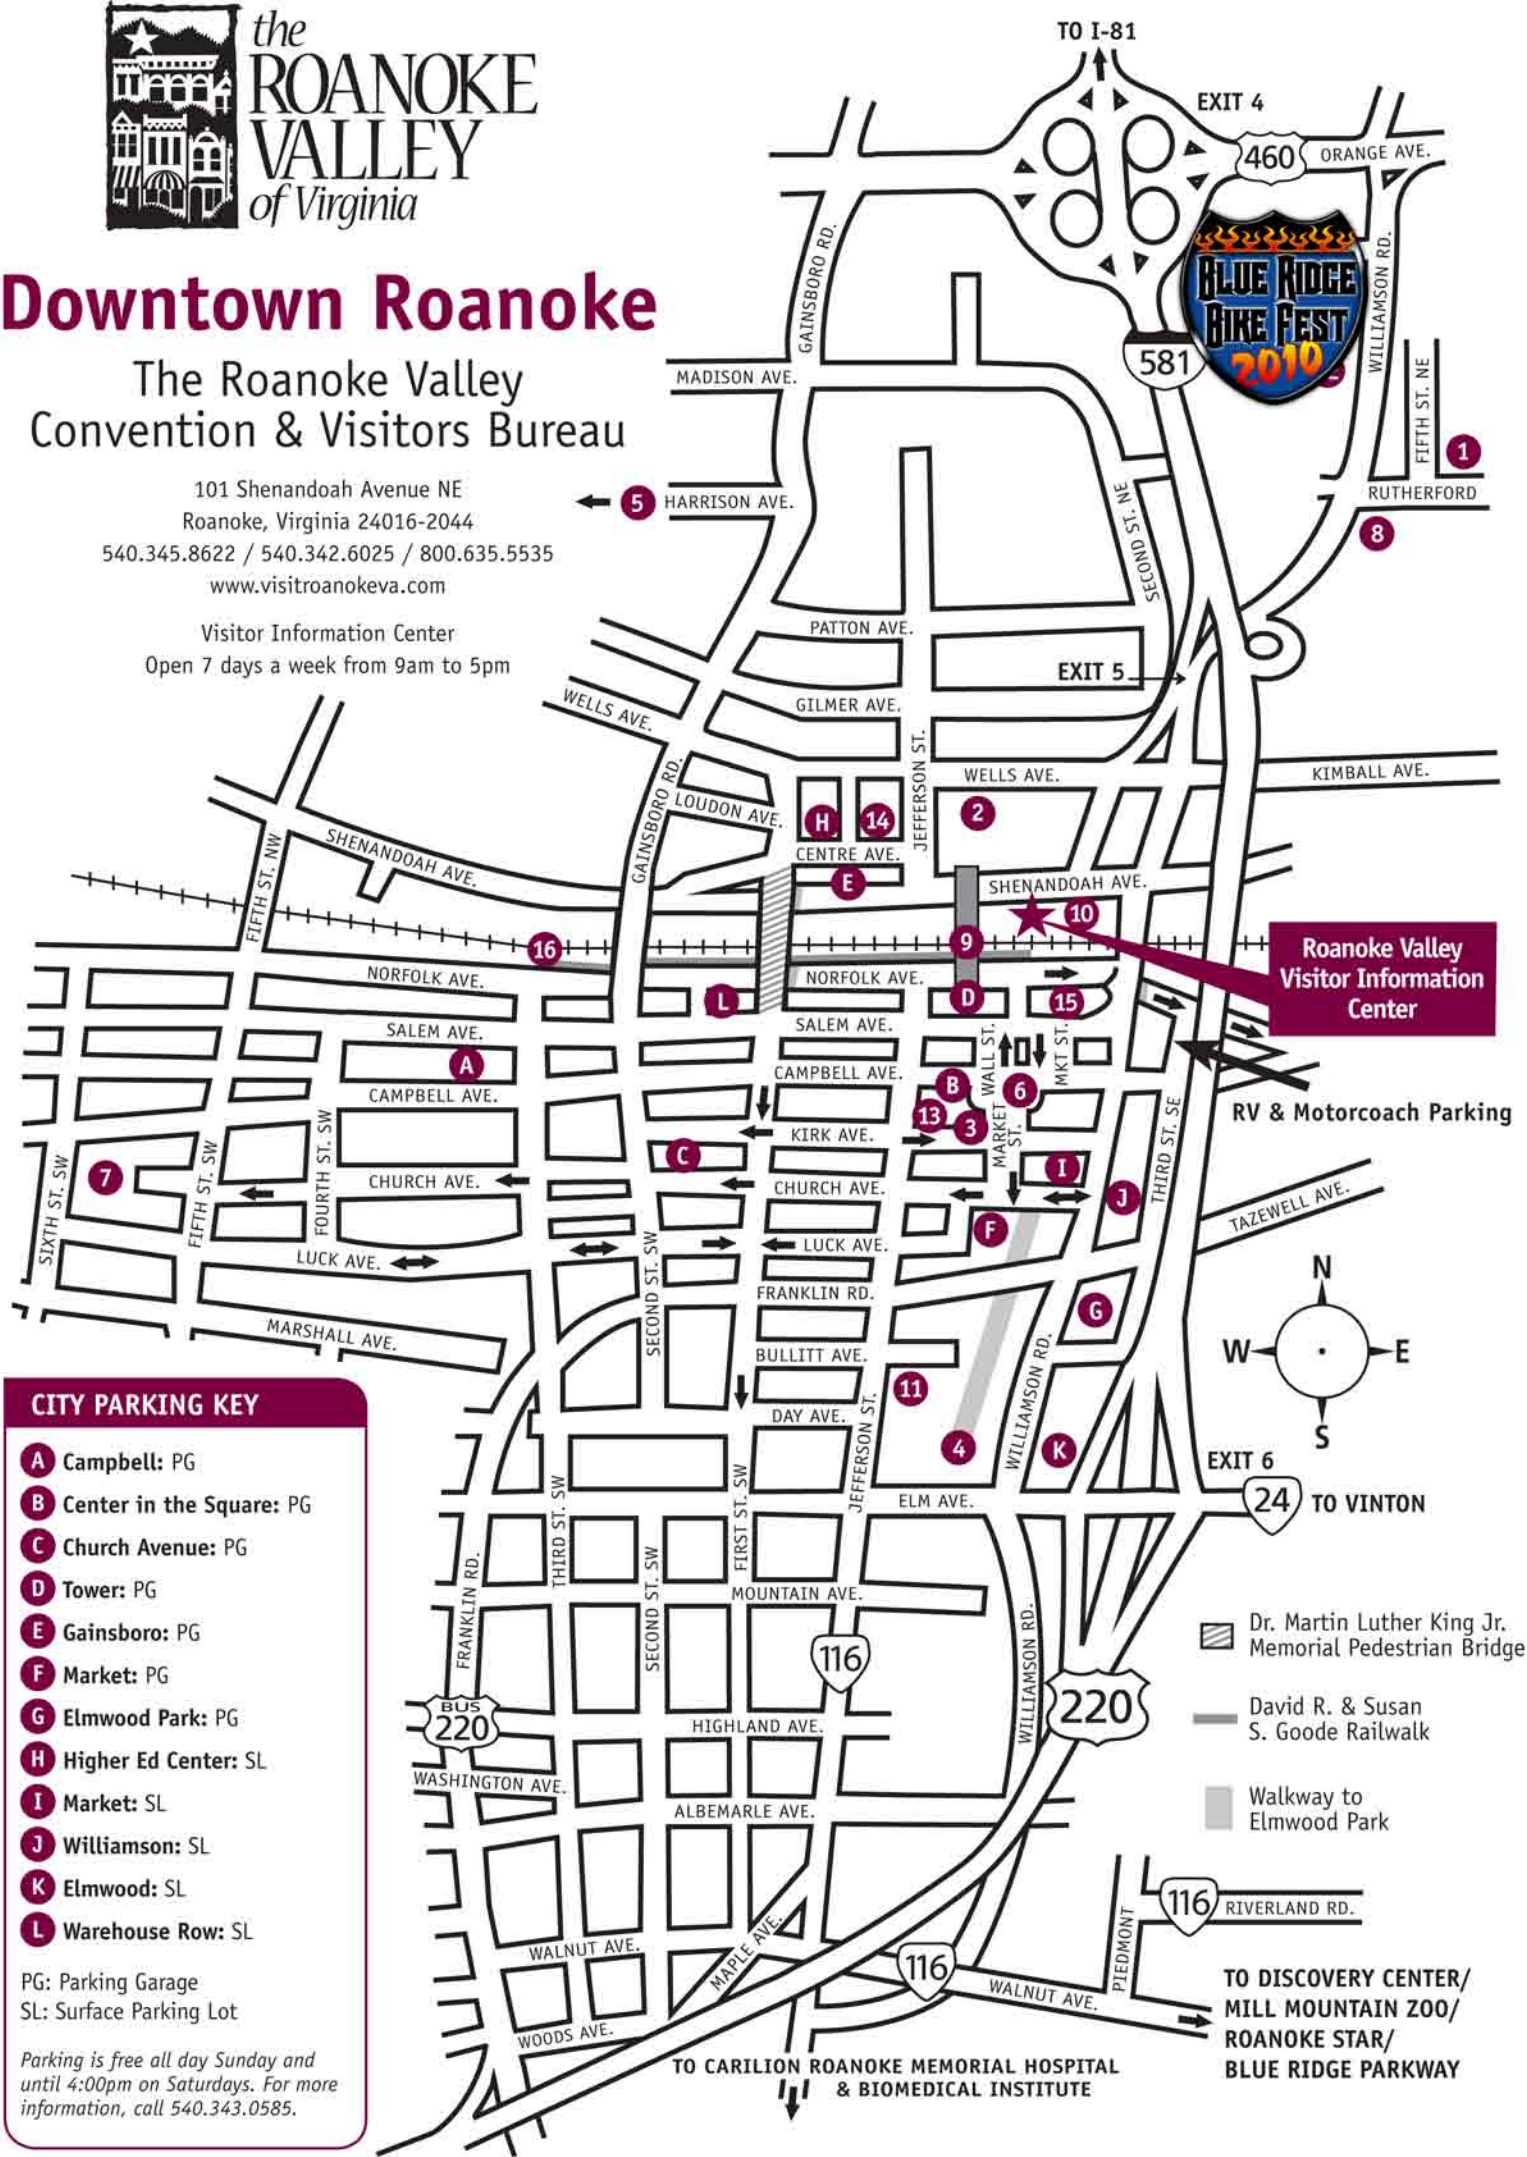 the
ROANOKE
VALLEY
of Virginia
Downtown Roanoke
The Roanoke Valley
Convention & Visitors Bureau
101 Shenandoah Avenue NE
Roanoke, Virginia 24016-2044
540.345.8622 / 540.342.6025 / 800.635.5535
www.visitroanokeva.com
Visitor Information Center
Open 7 days a week from 9am to 5pm
TO I-81
EXIT 4
460
ORANGE AVE.
BLUE RIDGE
BIKE FEST
2010
581
GAINSBORO RD.
WILLIAMSON RD.
FIFTH ST. NE
MADISON AVE.
1
5
HARRISON AVE.
SECOND ST. NE
RUTHERFORD
8
PATTON AVE.
EXIT 5
WELLS AVE.
GILMER AVE.
JEFFERSON ST.
WELLS AVE.
KIMBALL AVE.
GAINSBORO RD.
LOUDON AVE.
H
14
2
FIFTH ST. NW
SHENANDOAH AVE.
CENTRE AVE.
E
SHENANDOAH AVE.
10
16
9
Roanoke Valley
Visitor Information
Center
NORFOLK AVE.
NORFOLK AVE.
L
D
15
SALEM AVE.
SALEM AVE.
WALL ST.
MKT ST.
A
CAMPBELL AVE.
CAMPBELL AVE.
B
6
13
3
MARKET
ST.
RV & Motorcoach Parking
KIRK AVE.
SIXTH ST. SW
7
FIFTH ST. SW
FOURTH ST. SW
CHURCH AVE.
C
CHURCH AVE.
I
J
THIRD ST. SE
TAZEWELL AVE.
LUCK AVE.
SECOND ST. SW
LUCK AVE.
F
FRANKLIN RD.
G
N
W
E
S
MARSHALL AVE.
BULLITT AVE.
WILLIAMSON RD.
11
DAY AVE.
JEFFERSON ST.
4
K
EXIT 6
24
TO VINTON
ELM AVE.
THIRD ST. SW
FIRST ST. SW
SECOND ST. SW
FRANKLIN RD.
MOUNTAIN AVE.
WILLIAMSON RD.
116
BUS
220
220
HIGHLAND AVE.
WASHINGTON AVE.
ALBEMARLE AVE.
Dr. Martin Luther King Jr.
Memorial Pedestrian Bridge
David R. & Susan
S. Goode Railwalk
Walkway to
Elmwood Park
WALNUT AVE.
MAPLE AVE.
116
WALNUT AVE.
PIEDMONT
116
RIVERLAND RD.
WOODS AVE.
TO DISCOVERY CENTER/
MILL MOUNTAIN ZOO/
ROANOKE STAR/
BLUE RIDGE PARKWAY
TO CARILION ROANOKE MEMORIAL HOSPITAL
& BIOMEDICAL INSTITUTE
CITY PARKING KEY
A Campbell: PG
B Center in the Square: PG
C Church Avenue: PG
D Tower: PG
E Gainsboro: PG
F Market: PG
G Elmwood Park: PG
H Higher Ed Center: SL
I Market: SL
J Williamson: SL
K Elmwood: SL
L Warehouse Row: SL
PG: Parking Garage
SL: Surface Parking Lot
Parking is free all day Sunday and
until 4:00pm on Saturdays. For more
information, call 540.343.0585.